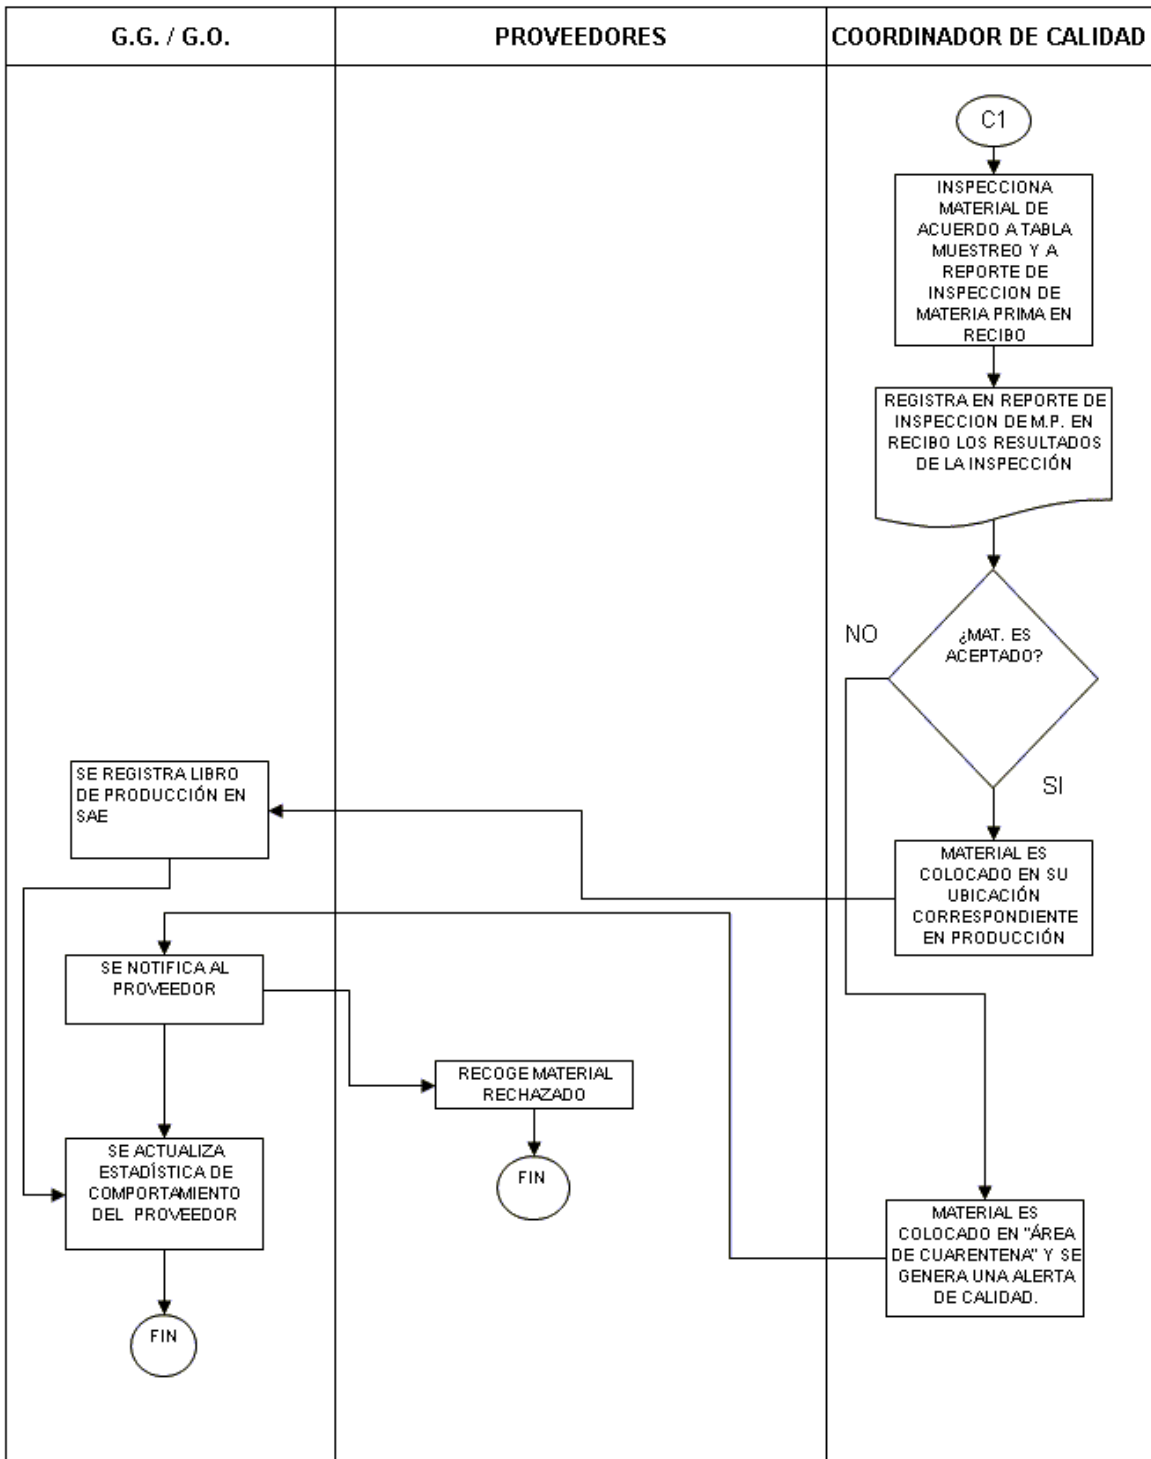 G.G. / G.O.
PROVEEDORES
COORDINADOR DE CALIDAD
C1
INSPECCIONA
MATERIAL DE
ACUERDO A TABLA
MUESTREO Y A
REPORTE DE
INSPECCION DE
MATERIA PRIMA EN
RECIBO
REGISTRA EN REPORTE DE
INSPECCION DE M.P. EN
RECIBO LOS RESULTADOS
DE LA INSPECCIÓN
NO
¿MAT. ES
ACEPTADO?
SI
SE REGISTRA LIBRO
DE PRODUCCIÓN EN
SAE
MATERIAL ES
COLOCADO EN SU
UBICACIÓN
CORRESPONDIENTE
EN PRODUCCIÓN
SE NOTIFICA AL
PROVEEDOR
RECOGE MATERIAL
RECHAZADO
FIN
SE ACTUALIZA
ESTADÍSTICA DE
COMPORTAMIENTO
DEL PROVEEDOR
MATERIAL ES
COLOCADO EN "ÁREA
DE CUARENTENA" Y SE
GENERA UNA ALERTA
DE CALIDAD.
FIN